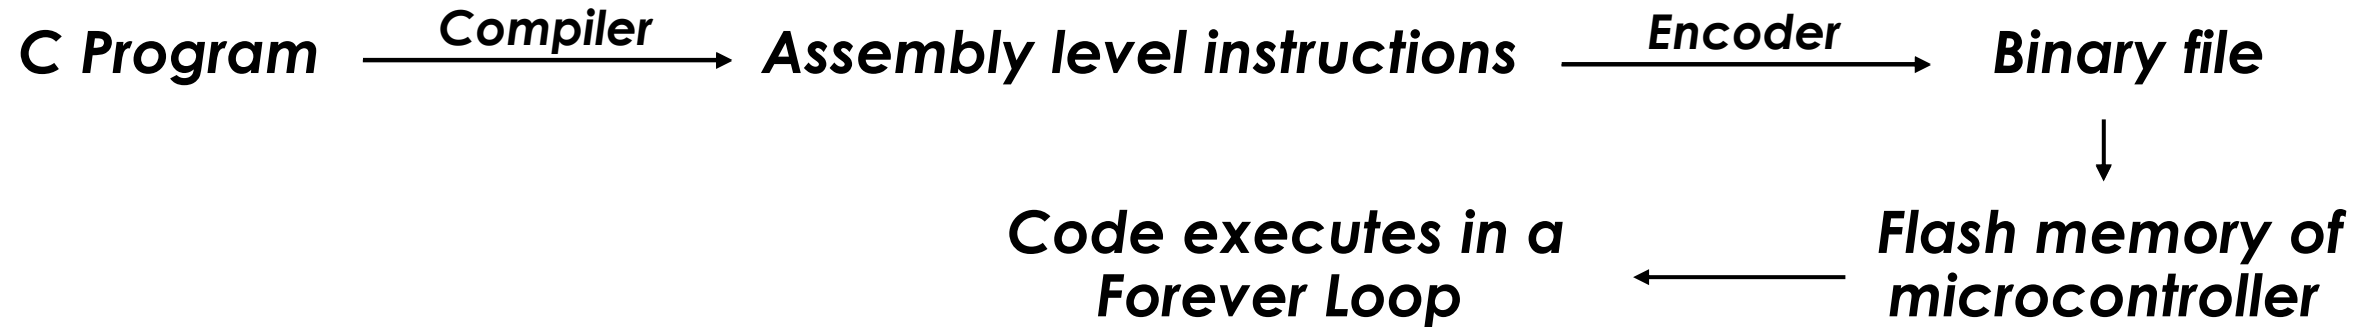 C Program
Compiler
Assembly level instructions
Encoder
Binary file
Flash memory of
microcontroller
Code executes in a
Forever Loop